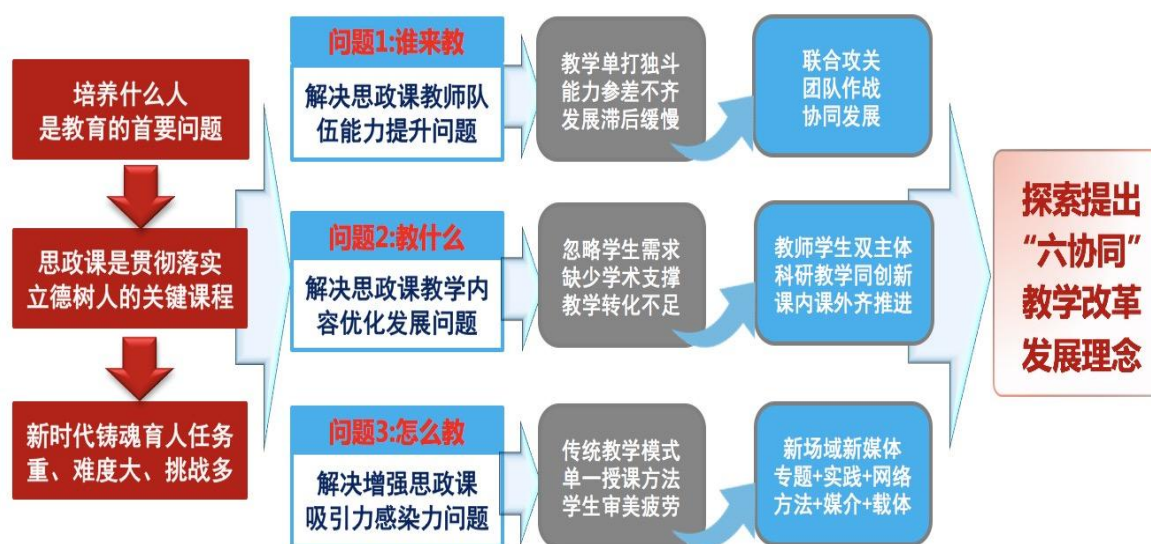 培养什么人
是教育的首要问题
思政课是贯彻落实
立德树人的关键课程
新时代铸魂育人任务
重、难度大、挑战多
问题1:谁来教
解决思政课教师队
伍能力提升问题
教学单打独斗
能力参差不齐
发展滞后缓慢
联合攻关
团队作战
协同发展
问题2:教什么
解决思政课教学内
容优化发展问题
忽略学生需求
缺少学术支撑
教学转化不足
教师学生双主体
科研教学同创新
课内课外齐推进
问题3:怎么教
解决增强思政课
吸引力感染力问题
传统教学模式
单一授课方法
学生审美疲劳
新场域新媒体
专题+实践+网络
方法+媒介+载体
探索提出
“六协同”
教学改革
发展理念